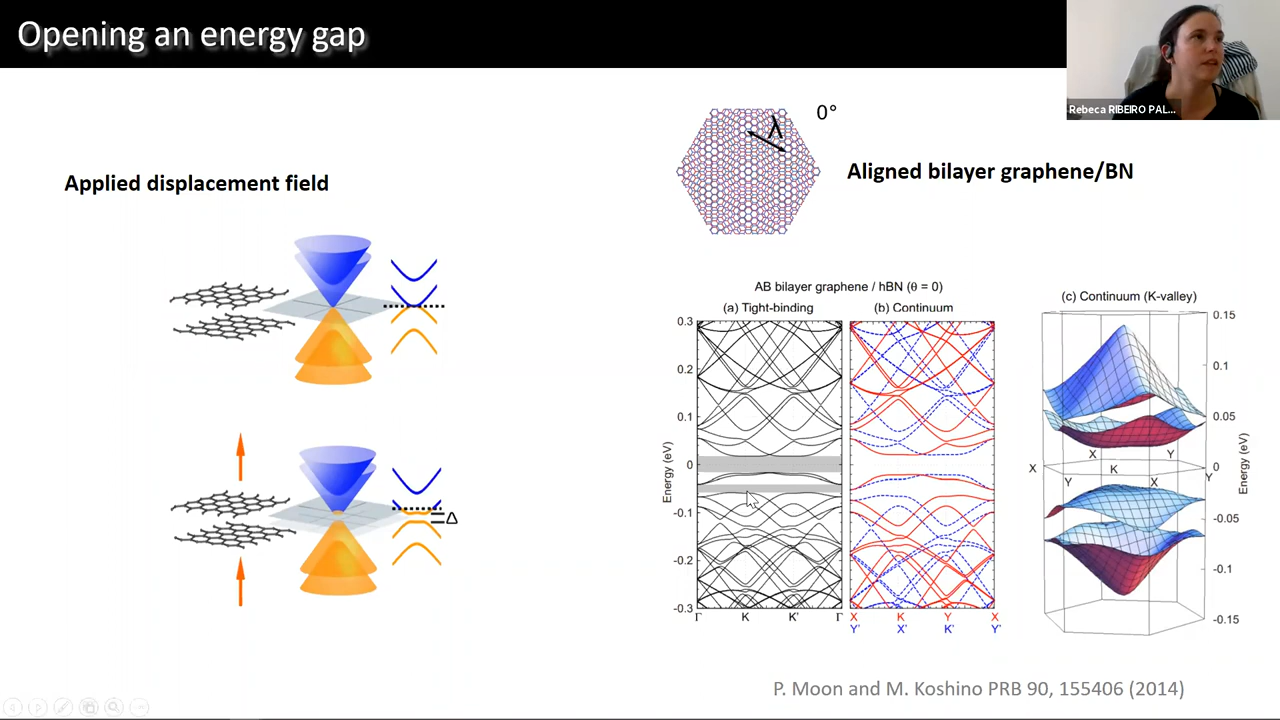 Opening an energy gap
Rebeca RIBEIRO PAL...
Applied displacement field
0°
λ
Aligned bilayer graphene/BN
AB bilayer graphene / hBN (θ = 0)
(a) Tight-binding
(b) Continuum
(c) Continuum (K-valley)
Energy (eV)
0.3
0.2
0.1
0
-0.1
-0.2
-0.3
Γ K K' Γ
X K Y X
Y' X' K' Y'
0.15
0.1
0.05
0
-0.05
-0.1
-0.15
Energy (eV)
X Y
X K Y
Y X
Δ
P. Moon and M. Koshino PRB 90, 155406 (2014)